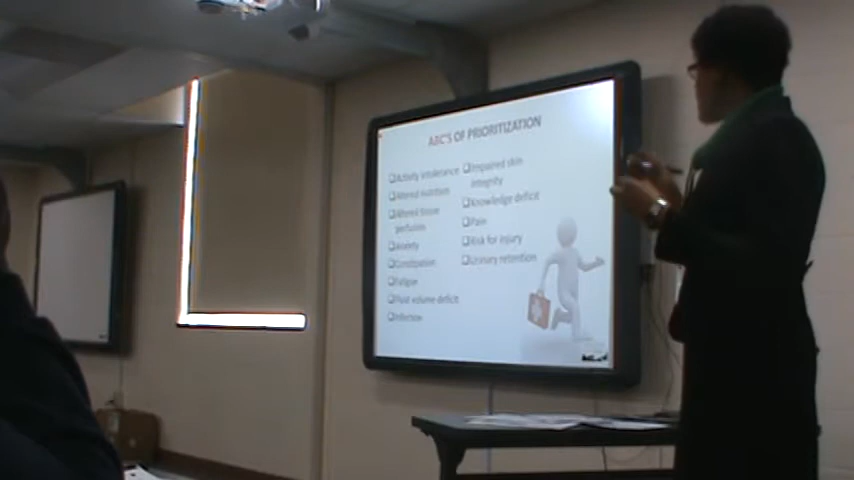 ABC'S OF PRIORITIZATION
Activity intolerance
Altered nutrition
Altered tissue
perfusion
Anxiety
Constipation
Fatigue
Fluid volume deficit
Infection
Impaired skin
integrity
Knowledge deficit
Pain
Risk for injury
Urinary retention